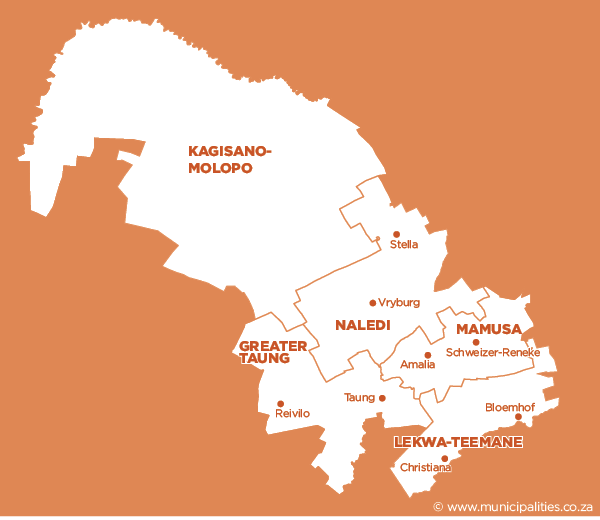 KAGISANO-
MOLOPO
Stella
Vryburg
NALEDI
MAMUSA
GREATER
TAUNG
Schweizer-Reneke
Amalia
Taung
Reivilo
Bloemhof
LEKWA-TEEMANE
Christiana
© www.municipalities.co.za